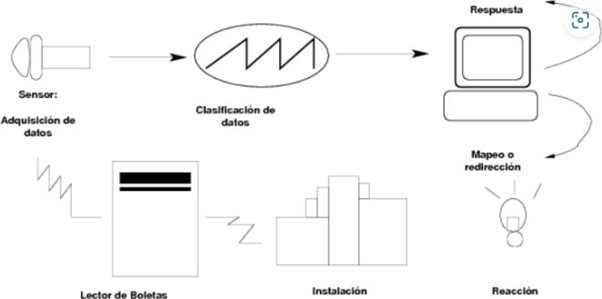 Respuesta
Sensor:
Adquisición de
datos
Clasificación de
datos
Mapeo o
redirección
Lector de Boletas
Instalación
Reacción